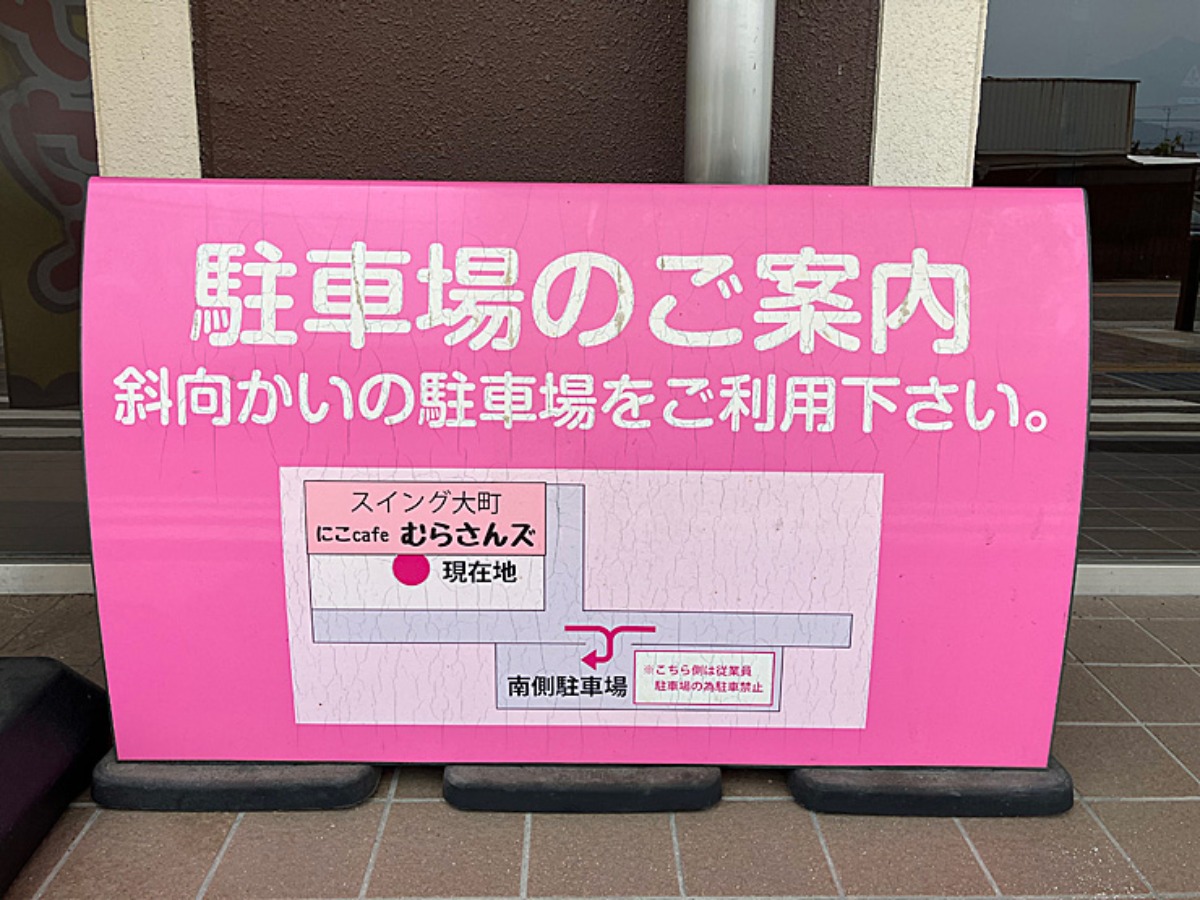 駐車場のご案内
斜向かいの駐車場をご利用下さい。
スイング大町
にこcafe むらさんズ
現在地
南側駐車場
※こちら側は従業員
駐車場の為駐車禁止